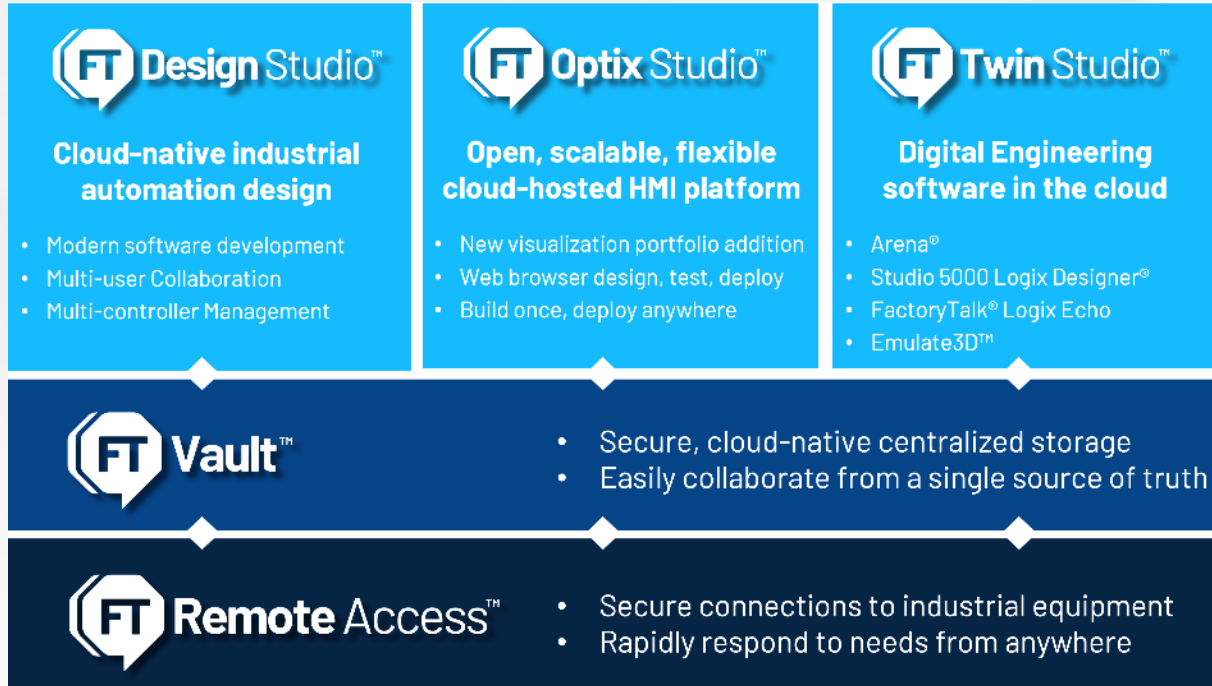 FT Design Studio™
Cloud-native industrial
automation design
• Modern software development
• Multi-user Collaboration
• Multi-controller Management
FT Optix Studio™
Open, scalable, flexible
cloud-hosted HMI platform
• New visualization portfolio addition
• Web browser design, test, deploy
• Build once, deploy anywhere
FT Twin Studio™
Digital Engineering
software in the cloud
• Arena®
• Studio 5000 Logix Designer®
• FactoryTalk® Logix Echo
• Emulate3D™
FT Vault™
• Secure, cloud-native centralized storage
• Easily collaborate from a single source of truth
FT Remote Access™
• Secure connections to industrial equipment
• Rapidly respond to needs from anywhere